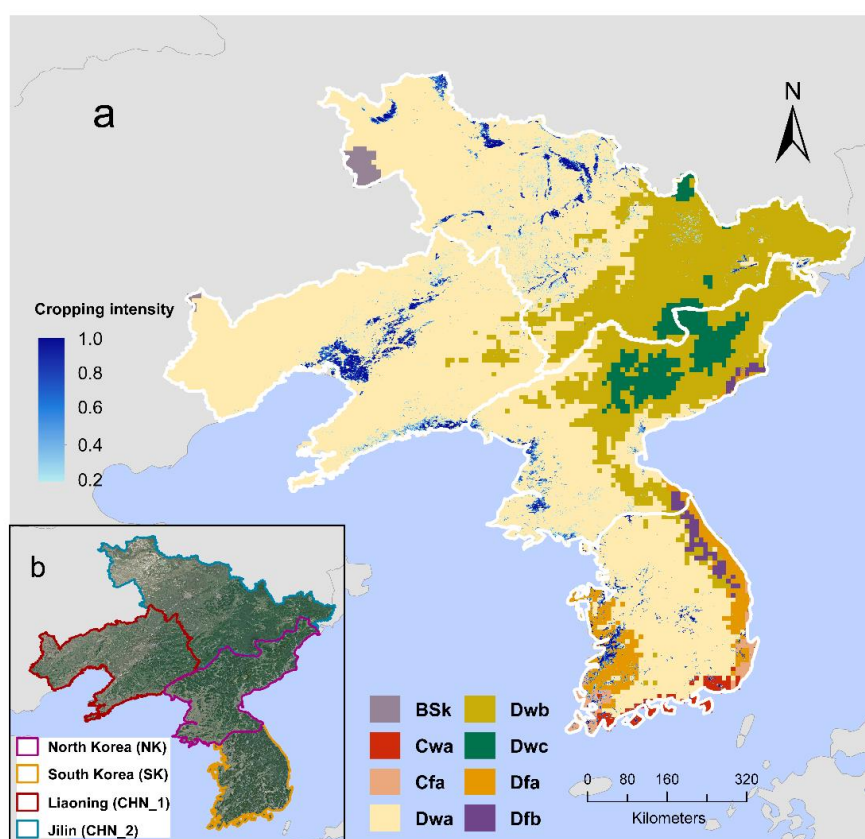 a
N
Cropping intensity
1.0
0.8
0.6
0.4
0.2
b
North Korea (NK)
South Korea (SK)
Liaoning (CHN_1)
Jilin (CHN_2)
BSk
Cwa
Cfa
Dwa
Dwb
Dwc
Dfa
Dfb
0 80 160 320
Kilometers